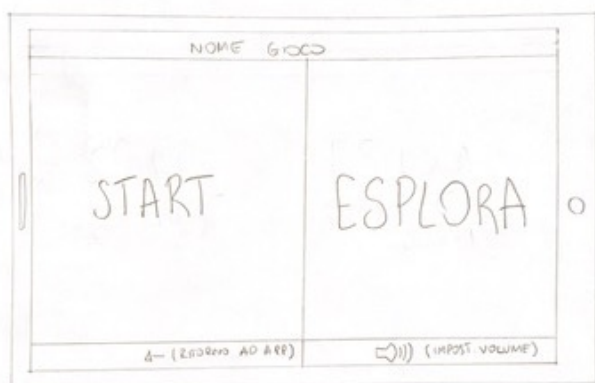 NOME GIOCO
START
ESPLORA
← (RITORNO AD APP)
(IMPOST. VOLUME)